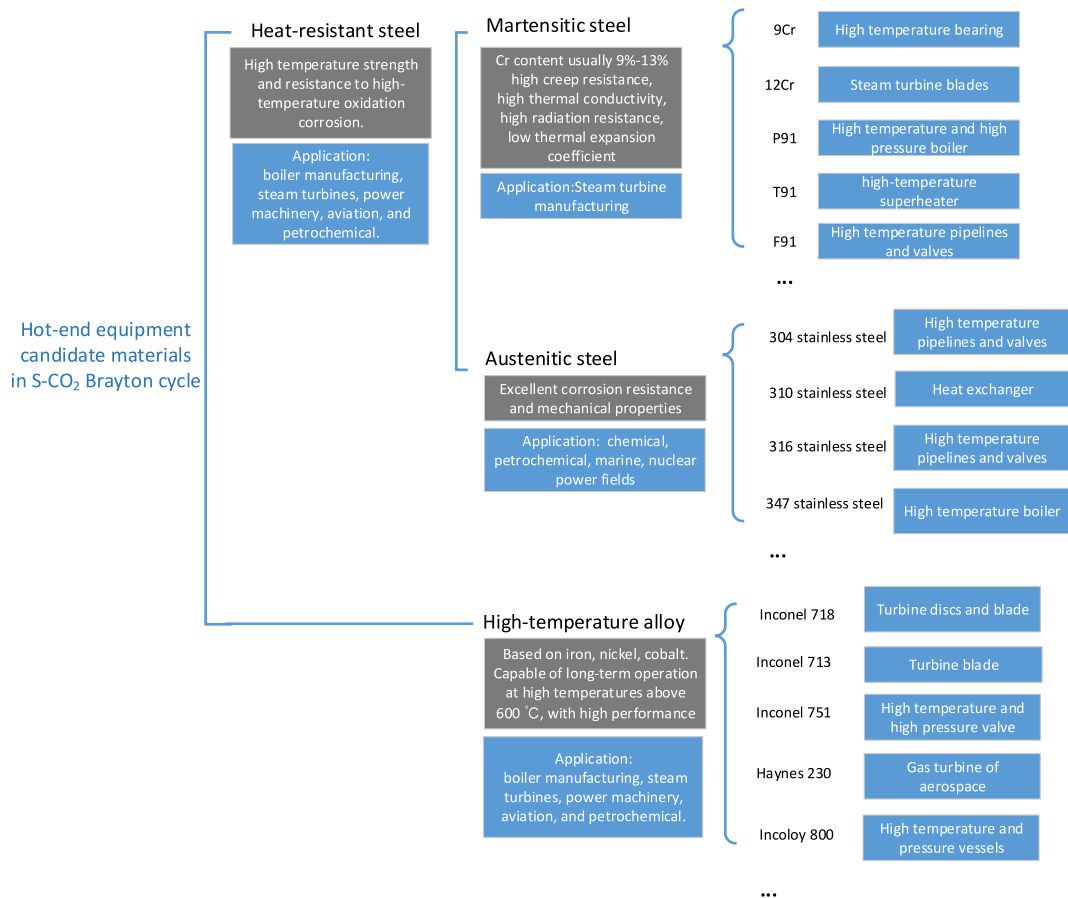 Hot-end equipment
candidate materials
in S-CO₂ Brayton cycle
Heat-resistant steel
High temperature strength
and resistance to high-
temperature oxidation
corrosion.
Application:
boiler manufacturing,
steam turbines, power
machinery, aviation, and
petrochemical.
Martensitic steel
Cr content usually 9%-13%
high creep resistance,
high thermal conductivity,
high radiation resistance,
low thermal expansion
coefficient
Application:Steam turbine
manufacturing
9Cr
High temperature bearing
12Cr
Steam turbine blades
P91
High temperature and high
pressure boiler
T91
high-temperature
superheater
F91
High temperature pipelines
and valves
...
Austenitic steel
Excellent corrosion resistance
and mechanical properties
Application: chemical,
petrochemical, marine, nuclear
power fields
304 stainless steel
High temperature
pipelines and valves
310 stainless steel
Heat exchanger
316 stainless steel
High temperature
pipelines and valves
347 stainless steel
High temperature boiler
...
High-temperature alloy
Based on iron, nickel, cobalt.
Capable of long-term operation
at high temperatures above
600 ℃, with high performance
Application:
boiler manufacturing, steam
turbines, power machinery,
aviation, and petrochemical.
Inconel 718
Turbine discs and blade
Inconel 713
Turbine blade
Inconel 751
High temperature and
high pressure valve
Haynes 230
Gas turbine of
aerospace
Incoloy 800
High temperature and
pressure vessels
...